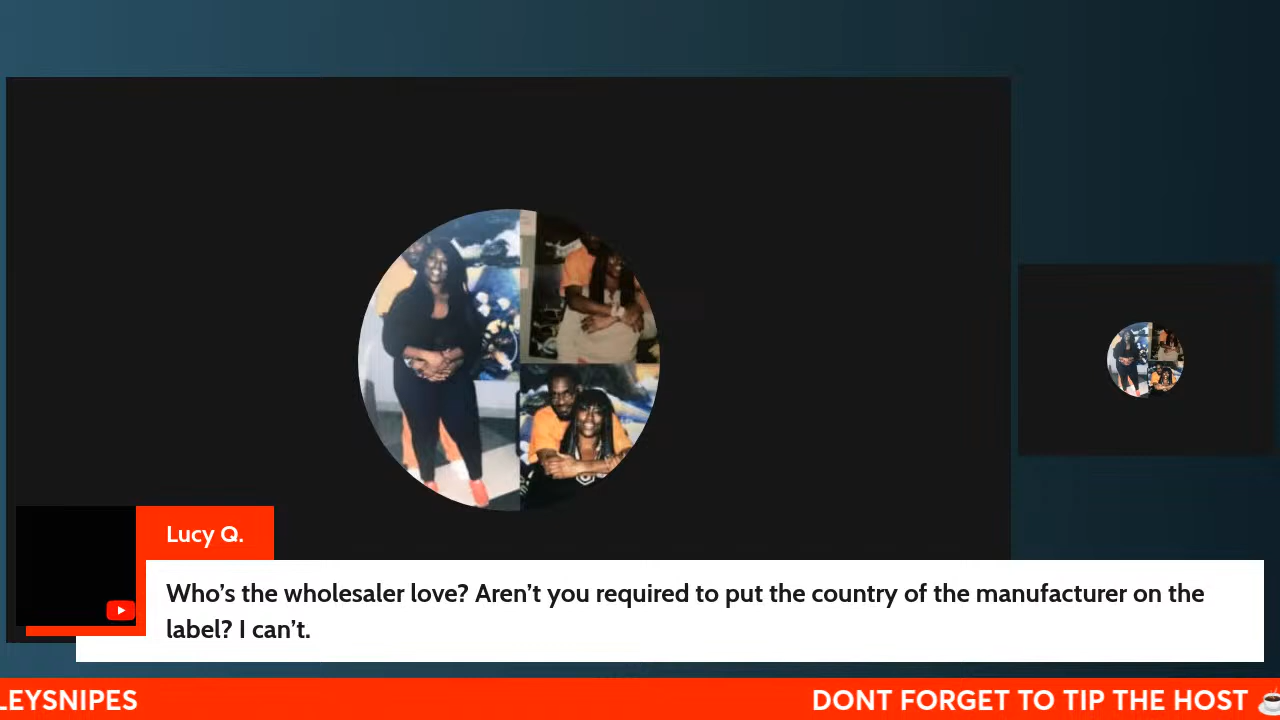 Lucy Q.
Who's the wholesaler love? Aren't you required to put the country of the manufacturer on the
label? I can't.
LEYSNIPES
DONT FORGET TO TIP THE HOST ☕